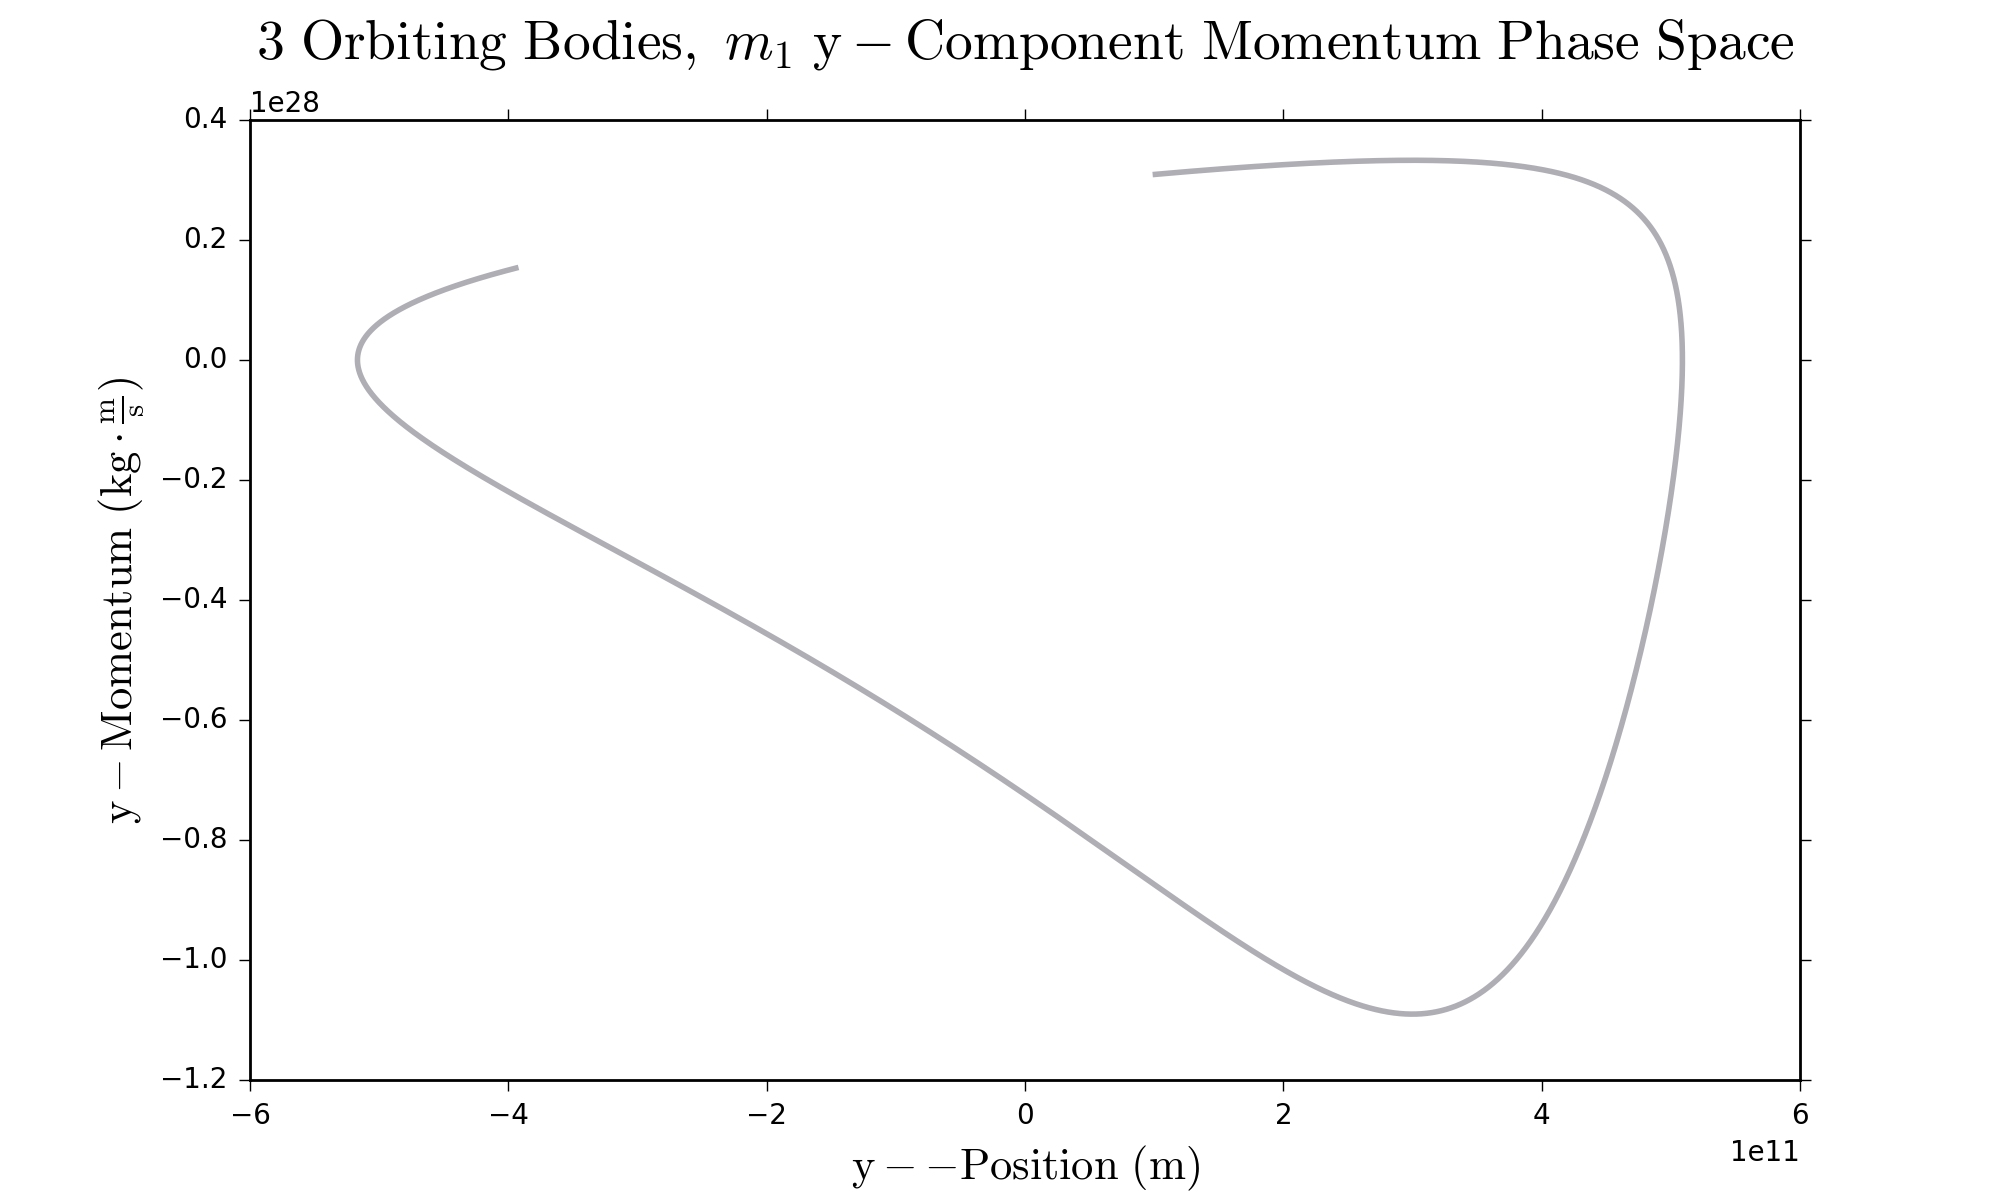 3 Orbiting Bodies, m₁ y − Component Momentum Phase Space
1e28
0.4
0.2
0.0
−0.2
−0.4
−0.6
−0.8
−1.0
−1.2
y − Momentum (kg · m/s)
−6 −4 −2 0 2 4 6
1e11
y − −Position (m)